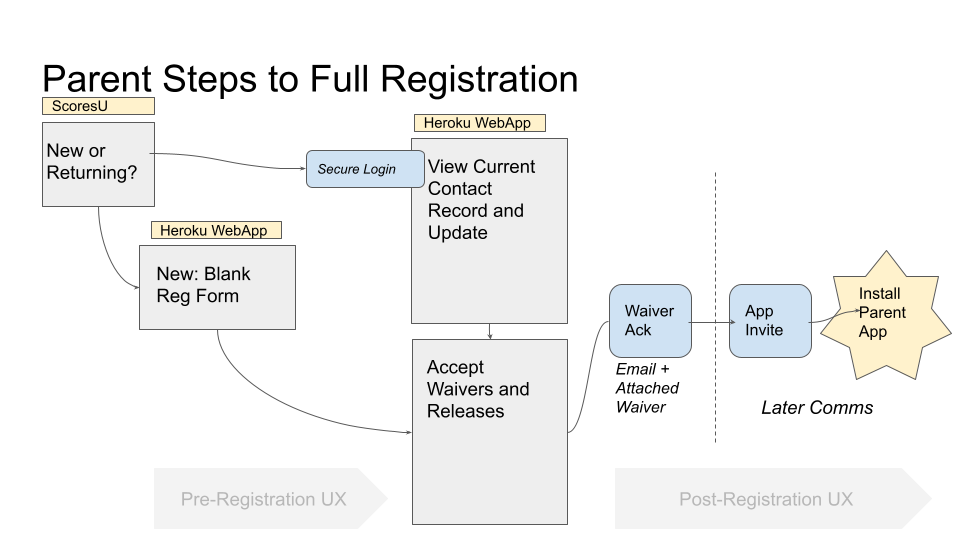 Parent Steps to Full Registration
ScoresU
New or
Returning?
Secure Login
Heroku WebApp
View Current
Contact
Record and
Update
Heroku WebApp
New: Blank
Reg Form
Accept
Waivers and
Releases
Waiver
Ack
Email +
Attached
Waiver
App
Invite
Install
Parent
App
Later Comms
Pre-Registration UX
Post-Registration UX